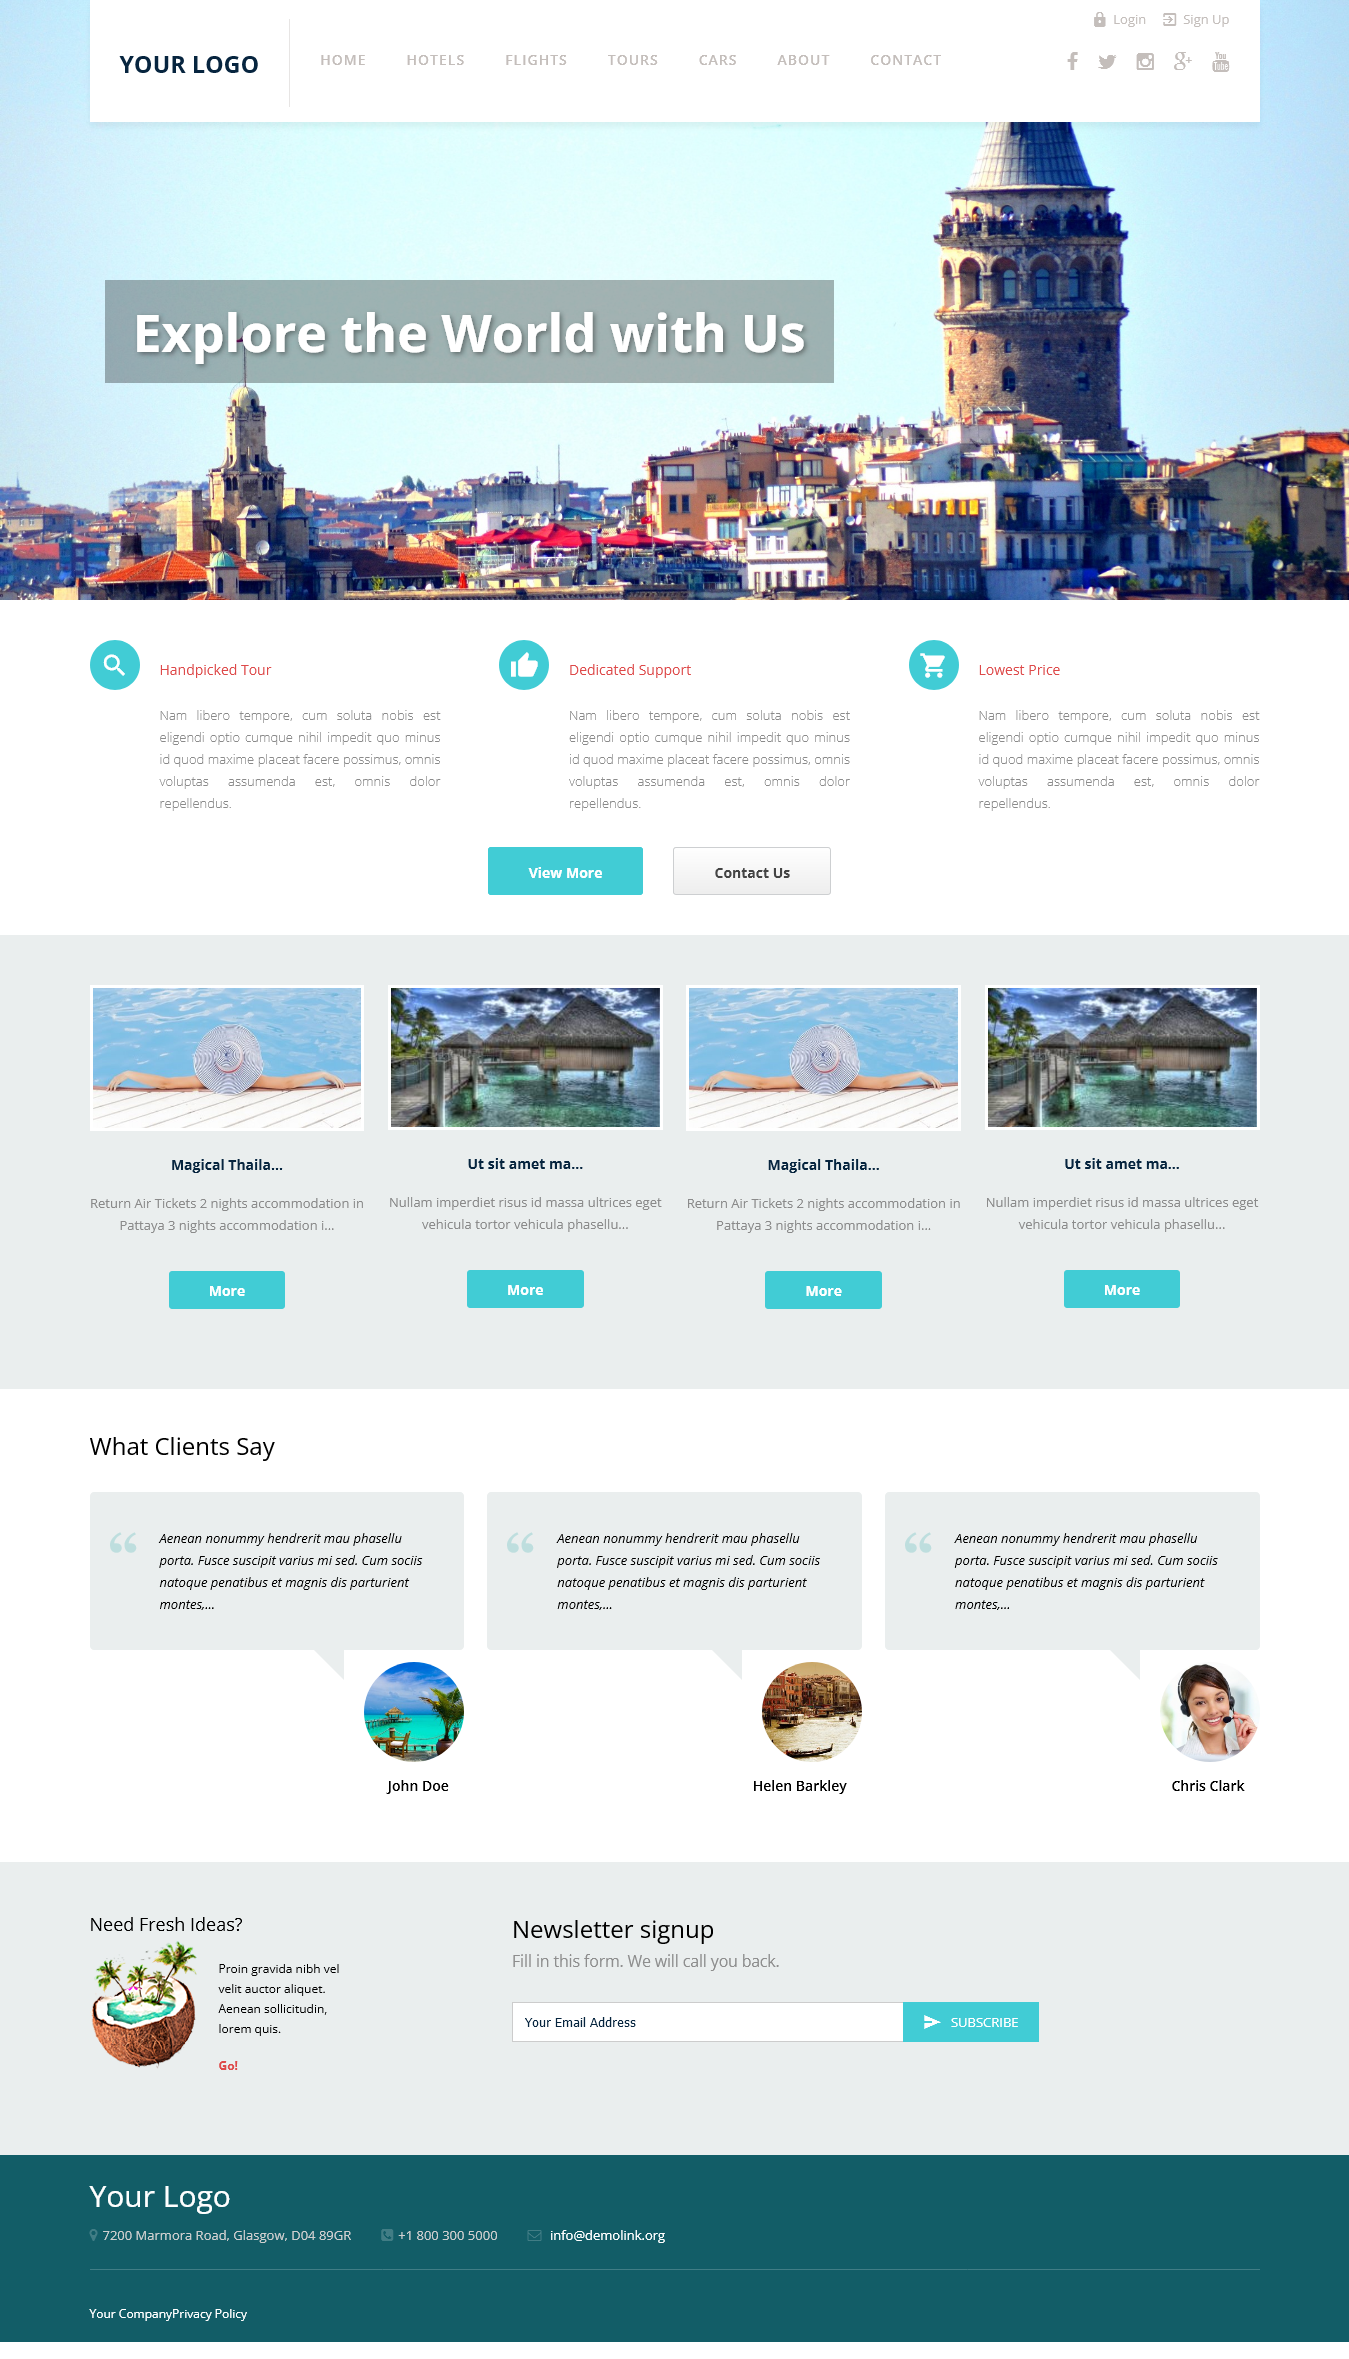 Login
Sign Up
YOUR LOGO
HOME
HOTELS
FLIGHTS
TOURS
CARS
ABOUT
CONTACT
You
Tube
Explore the World with Us
Handpicked Tour
Nam libero tempore, cum soluta nobis est
eligendi optio cumque nihil impedit quo minus
id quod maxime placeat facere possimus, omnis
voluptas assumenda est, omnis dolor
repellendus.
Dedicated Support
Nam libero tempore, cum soluta nobis est
eligendi optio cumque nihil impedit quo minus
id quod maxime placeat facere possimus, omnis
voluptas assumenda est, omnis dolor
repellendus.
Lowest Price
Nam libero tempore, cum soluta nobis est
eligendi optio cumque nihil impedit quo minus
id quod maxime placeat facere possimus, omnis
voluptas assumenda est, omnis dolor
repellendus.
View More
Contact Us
Magical Thaila...
Return Air Tickets 2 nights accommodation in
Pattaya 3 nights accommodation i...
More
Ut sit amet ma...
Nullam imperdiet risus id massa ultrices eget
vehicula tortor vehicula phasellu...
More
Magical Thaila...
Return Air Tickets 2 nights accommodation in
Pattaya 3 nights accommodation i...
More
Ut sit amet ma...
Nullam imperdiet risus id massa ultrices eget
vehicula tortor vehicula phasellu...
More
What Clients Say
Aenean nonummy hendrerit mau phasellu
porta. Fusce suscipit varius mi sed. Cum sociis
natoque penatibus et magnis dis parturient
montes,...
John Doe
Aenean nonummy hendrerit mau phasellu
porta. Fusce suscipit varius mi sed. Cum sociis
natoque penatibus et magnis dis parturient
montes,...
Helen Barkley
Aenean nonummy hendrerit mau phasellu
porta. Fusce suscipit varius mi sed. Cum sociis
natoque penatibus et magnis dis parturient
montes,...
Chris Clark
Need Fresh Ideas?
Proin gravida nibh vel
velit auctor aliquet.
Aenean sollicitudin,
lorem quis.
Go!
Newsletter signup
Fill in this form. We will call you back.
Your Email Address
SUBSCRIBE
Your Logo
7200 Marmora Road, Glasgow, D04 89GR
+1 800 300 5000
info@demolink.org
Your CompanyPrivacy Policy